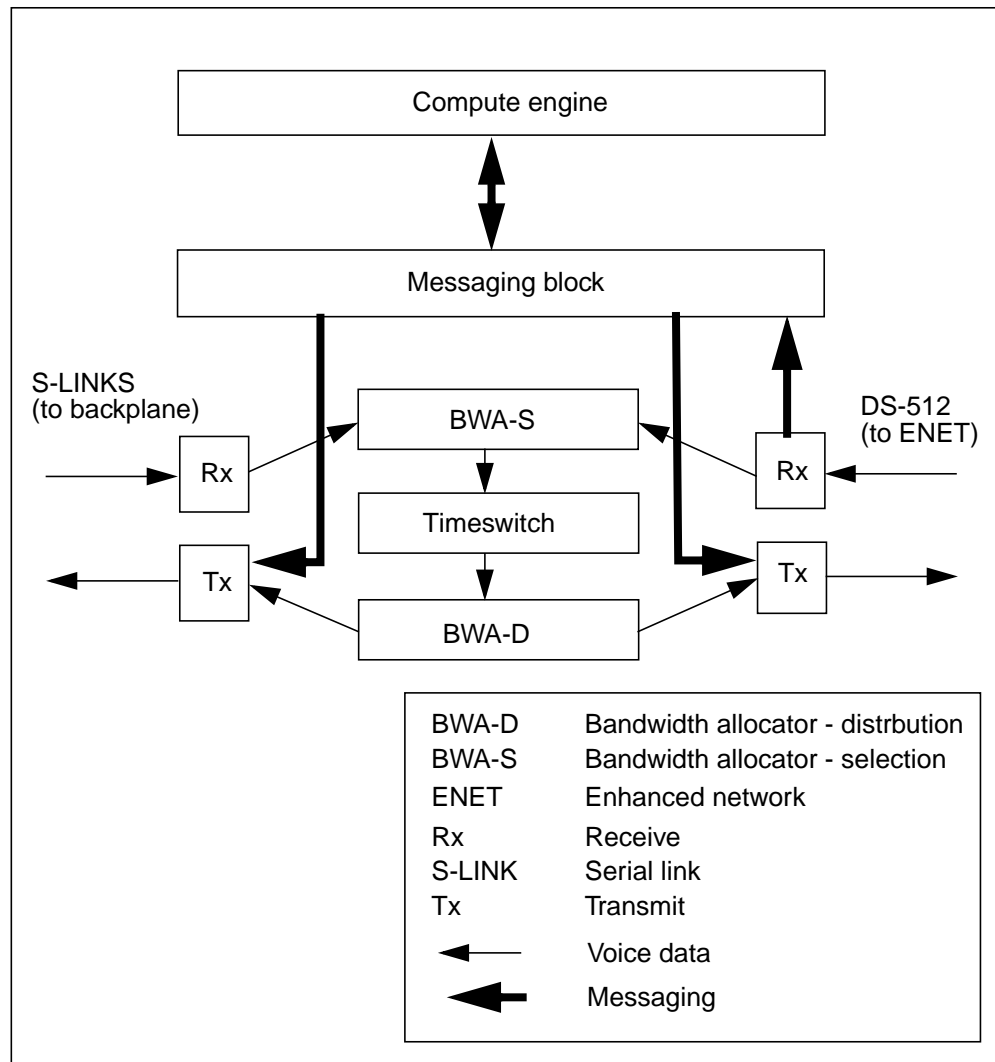 Compute engine
Messaging block
S-LINKS
(to backplane)
DS-512
(to ENET)
BWA-S
Rx
Rx
Timeswitch
Tx
Tx
BWA-D
BWA-D Bandwidth allocator - distrbution
BWA-S Bandwidth allocator - selection
ENET Enhanced network
Rx Receive
S-LINK Serial link
Tx Transmit
Voice data
Messaging